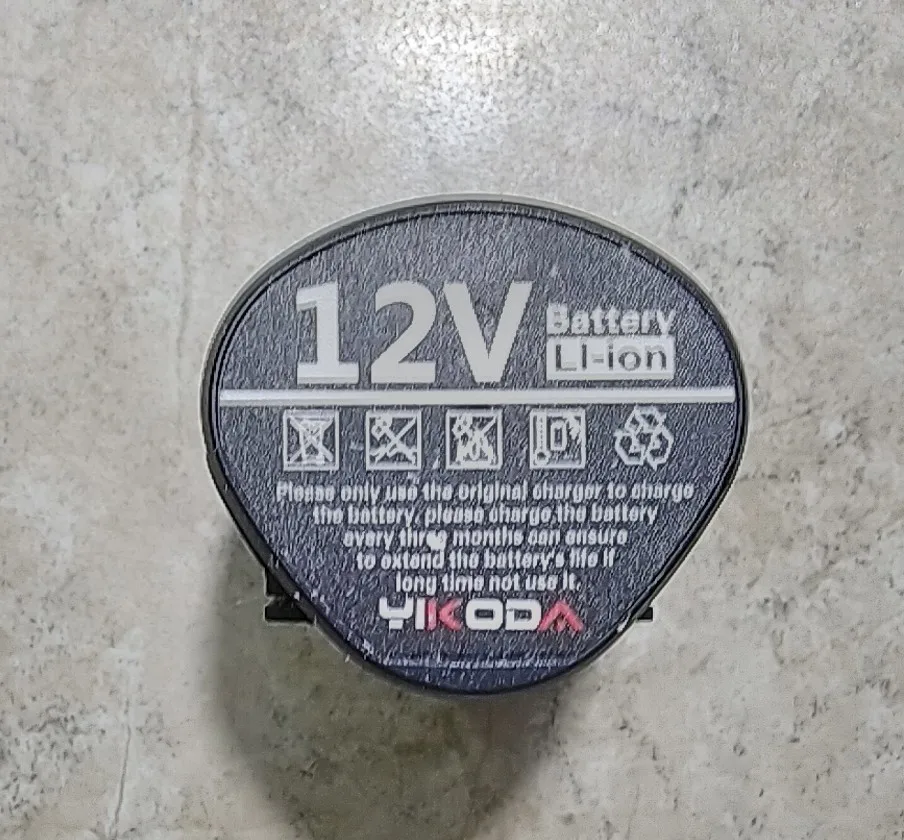 12V
Battery
LI-ion
Please only use the original charger to charge
the battery, please charge the battery
every three months can ensure
to extend the battery's life if
long time not use it.
YIKODA